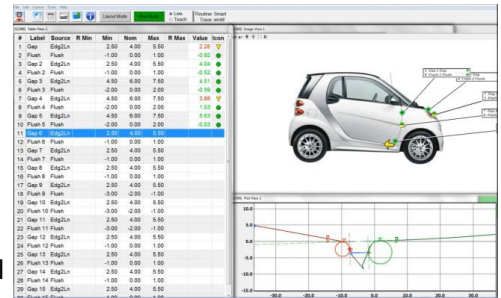 File Edit Layout Tools Help
Layout Mode
Live
Teach
Routine: Smart
Table View 1
# Label Source R Min Min Nom Max R Max Value Icon
1 Gap Edg2Ln 2.50 4.00 5.50 2.26
2 Flush Flush -1.00 0.00 1.00 -0.92
3 Gap 2 Edg2Ln 2.50 4.00 5.50 4.04
4 Flush 2 Flush -1.00 0.00 1.00 -0.52
5 Gap 3 Edg2Ln 4.50 6.00 7.50 4.51
6 Flush 3 Flush -2.00 0.00 2.00 -0.59
7 Gap 4 Edg2Ln 4.50 6.00 7.50
8 Flush 4 Flush -2.00 0.00 2.00 1.03
9 Gap 5 Edg2Ln 4.50 6.00 7.50 5.63
10 Flush 5 Flush -2.00 0.00 2.00 -0.03
11 Gap 6 Edg2Ln 2.50 4.00 5.50
12 Flush 6 Flush -1.00 0.00 1.00
13 Gap 7 Edg2Ln 2.50 4.00 5.50
14 Flush 7 Flush -1.00 0.00 1.00
15 Gap 8 Edg2Ln 2.50 4.00 5.50
16 Flush 8 Flush -3.00 -2.00 -1.00
17 Gap 9 Edg2Ln 2.50 4.00 5.50
18 Flush 9 Flush -3.00 -2.00 -1.00
19 Gap 10 Edg2Ln 2.50 4.00 5.50
20 Flush 10 Flush -3.00 -2.00 -1.00
21 Gap 11 Edg2Ln 2.50 4.00 5.50
22 Flush 11 Flush -3.00 -2.00 -1.00
23 Gap 12 Edg2Ln 2.50 4.00 5.50
24 Flush 12 Flush -1.00 0.00 1.00
25 Gap 13 Edg2Ln 2.50 4.00 5.50
26 Flush 13 Flush -1.00 0.00 1.00
27 Gap 14 Edg2Ln 2.50 4.00 5.50
28 Flush 14 Flush -1.00 0.00 1.00
29 Gap 15 Edg2Ln 2.50 4.00 5.50
Image View 1
Plot View 1
10.0
5.0
0.0
-5.0
-10.0
-15.0
-30.0 -20.0 -10.0 0.0 10.0 20.0 30.0